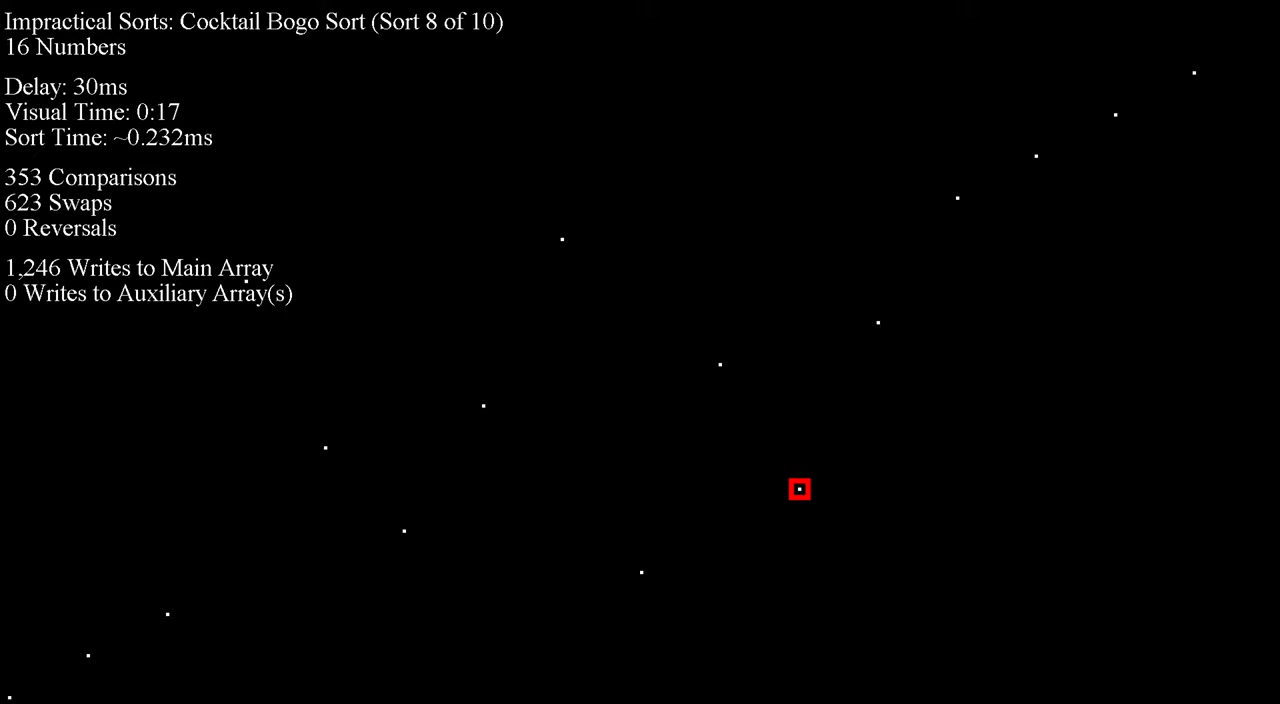 Impractical Sorts: Cocktail Bogo Sort (Sort 8 of 10)
16 Numbers
Delay: 30ms
Visual Time: 0:17
Sort Time: ~0.232ms
353 Comparisons
623 Swaps
0 Reversals
1,246 Writes to Main Array
0 Writes to Auxiliary Array(s)